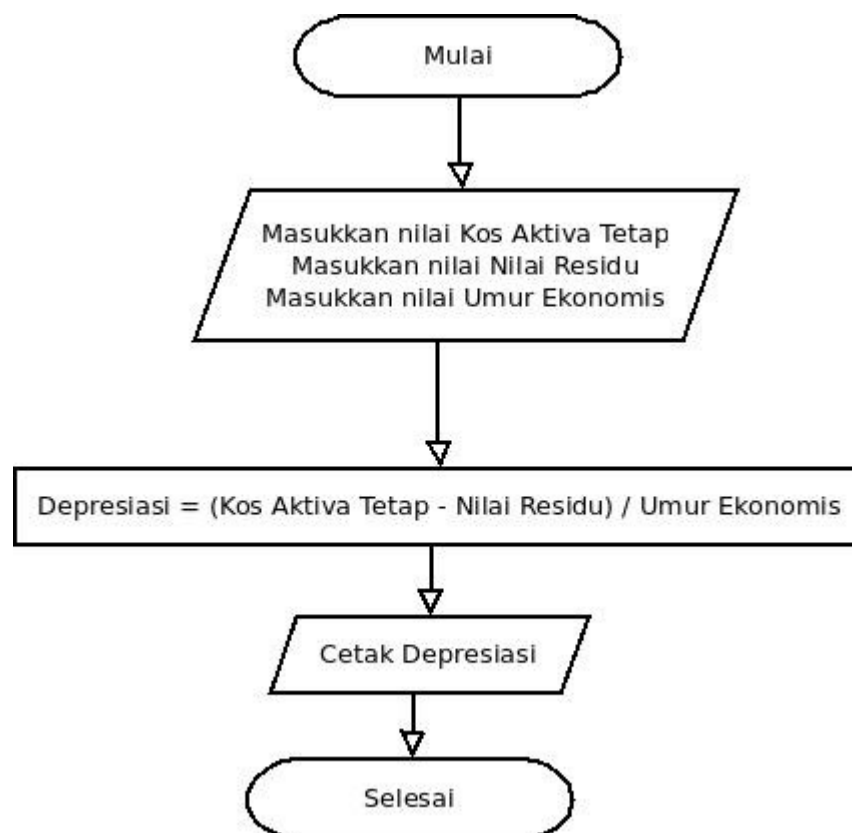 Mulai
Masukkan nilai Kos Aktiva Tetap
Masukkan nilai Nilai Residu
Masukkan nilai Umur Ekonomis
Depresiasi = (Kos Aktiva Tetap - Nilai Residu) / Umur Ekonomis
Cetak Depresiasi
Selesai